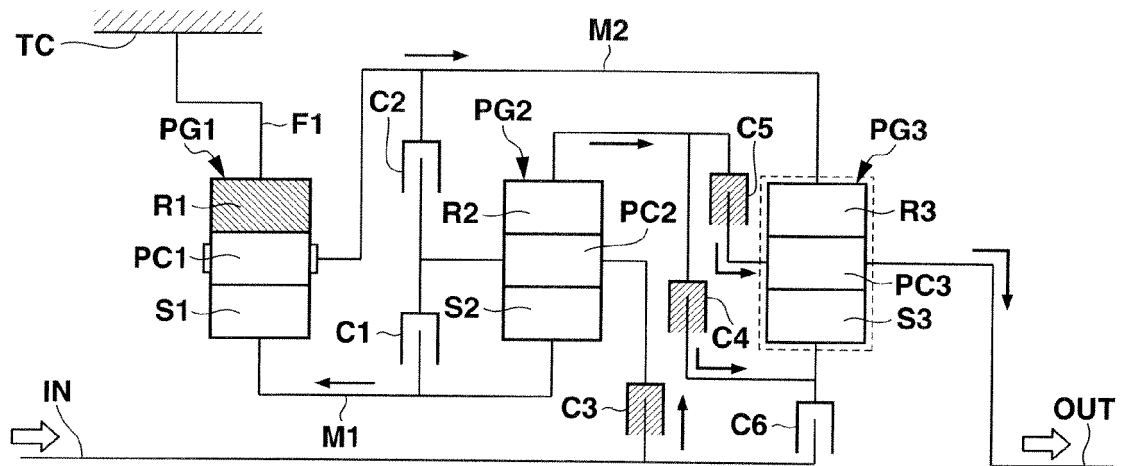 TC
M2
C2
PG2
C5
PG3
PG1
F1
R1
R2
PC2
R3
PC1
PC3
S1
C1
S2
C4
S3
IN
M1
C3
C6
OUT